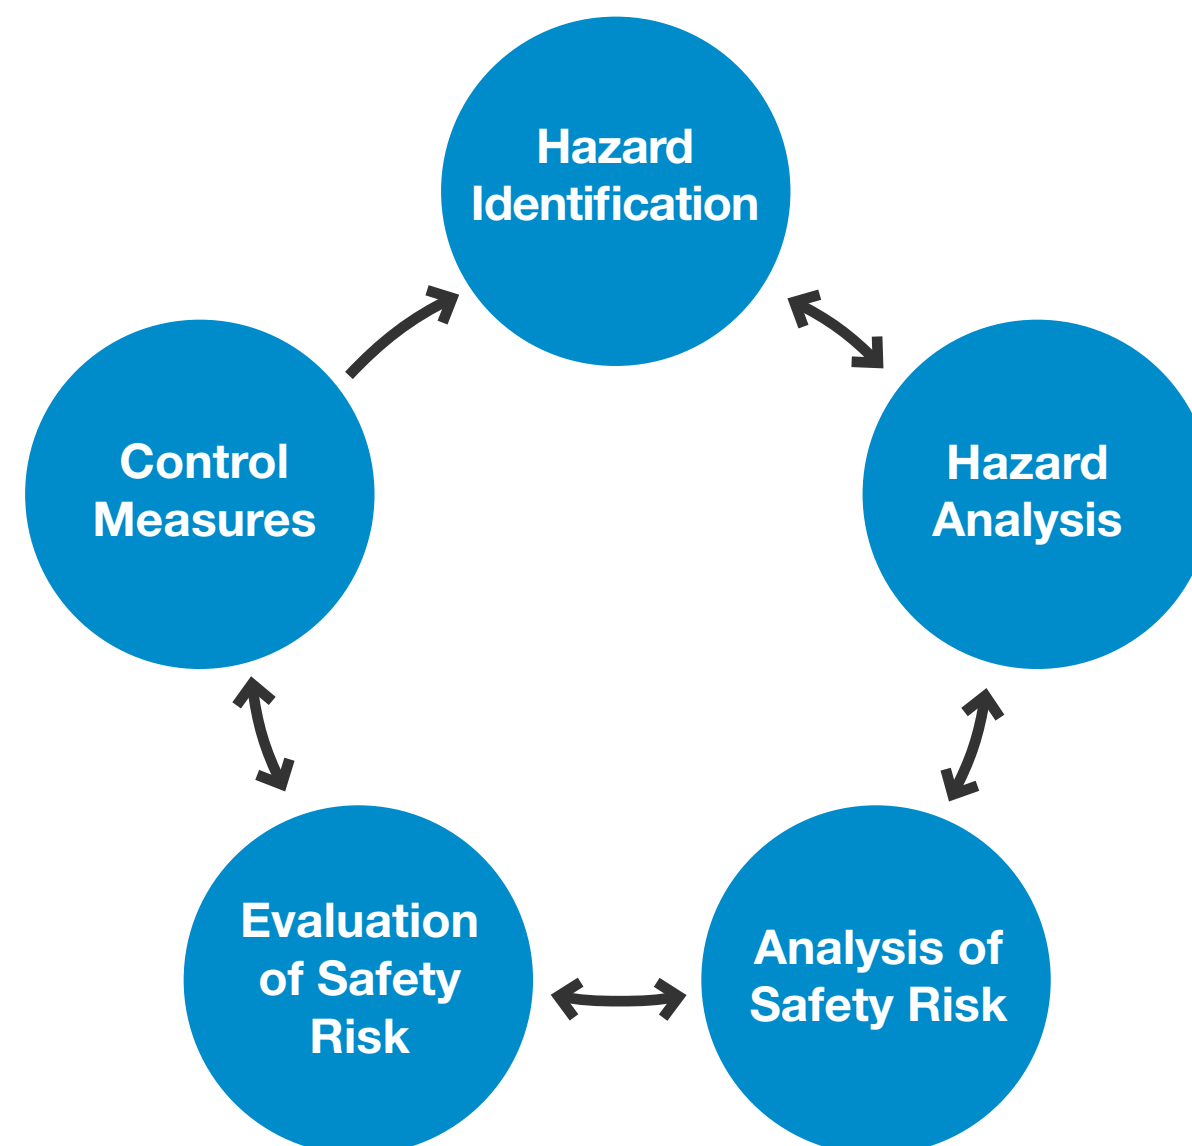 Hazard
Identification
Hazard
Analysis
Analysis of
Safety Risk
Evaluation
of Safety
Risk
Control
Measures